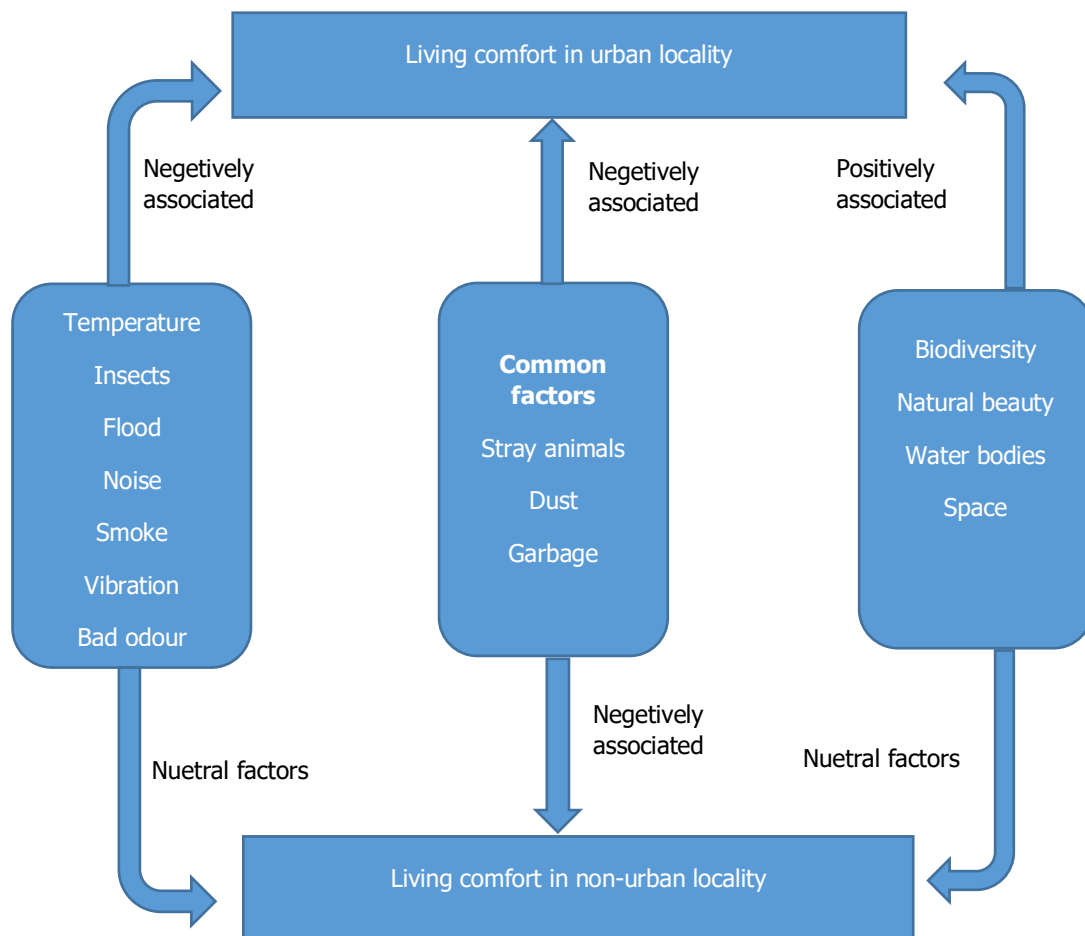 Living comfort in urban locality
Negetively
associated
Negetively
associated
Positively
associated
Temperature
Insects
Flood
Noise
Smoke
Vibration
Bad odour
Common
factors
Stray animals
Dust
Garbage
Biodiversity
Natural beauty
Water bodies
Space
Nuetral factors
Negetively
associated
Nuetral factors
Living comfort in non-urban locality